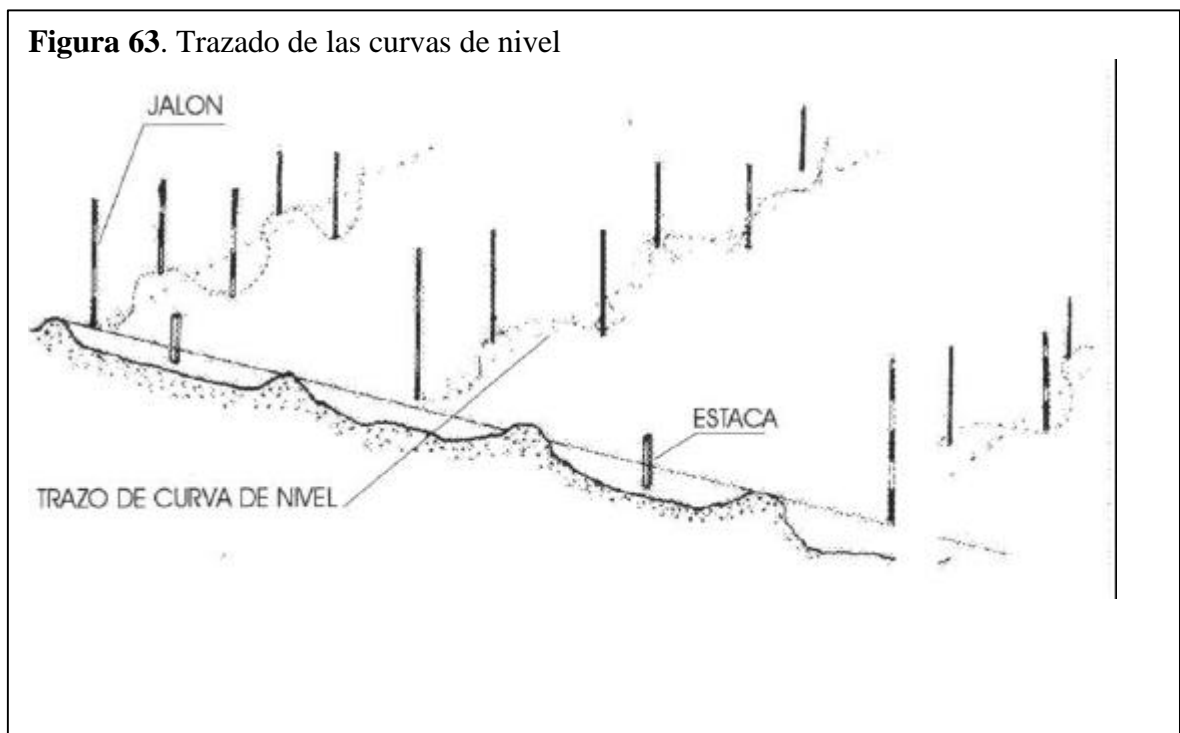 Figura 63. Trazado de las curvas de nivel
JALON
ESTACA
TRAZO DE CURVA DE NIVEL